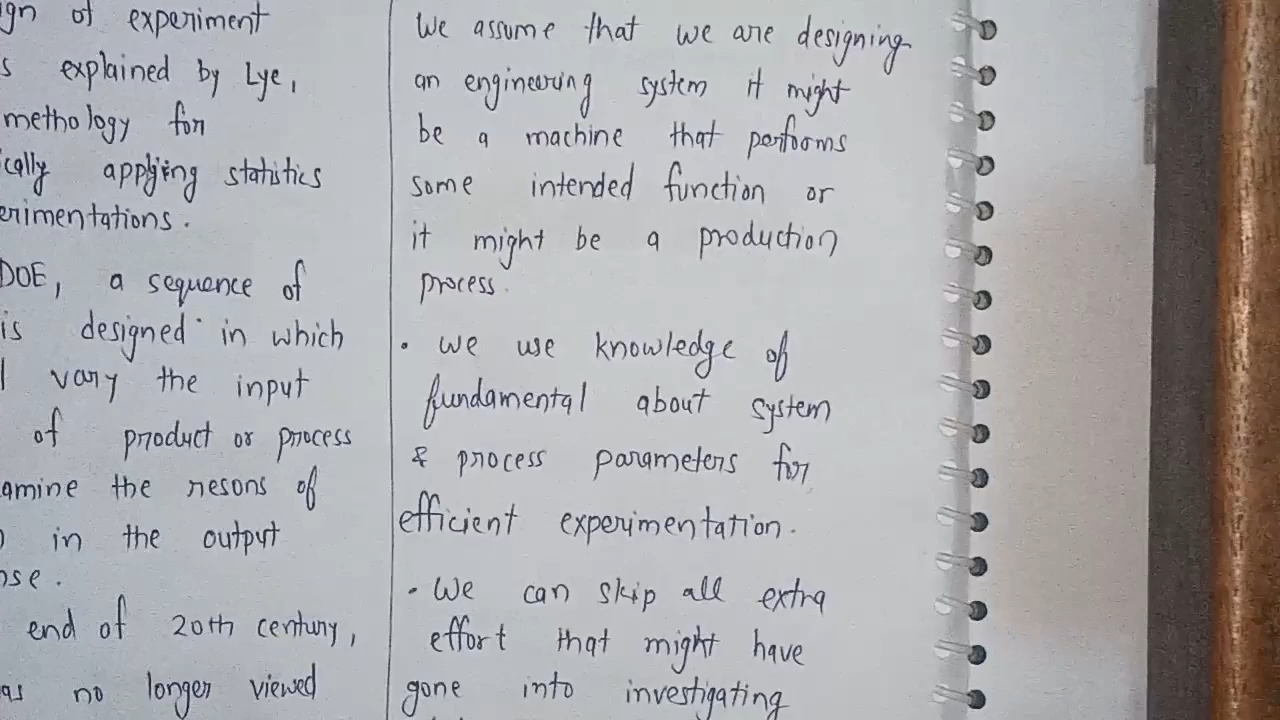 ign of experiment
s explained by Lye,
methology for
cally applying statistics
erimentations.
DOE, a sequence of
is designed in which
l vary the input
of product or process
amine the resons of
in the output
nse.
end of 20th century,
as no longer viewed
We assume that we are designing
an engineering system it might
be a machine that performs
some intended function or
it might be a production
process.
• We use knowledge of
fundamental about system
& process parameters for
efficient experimentation.
• We can skip all extra
effort that might have
gone into investigating